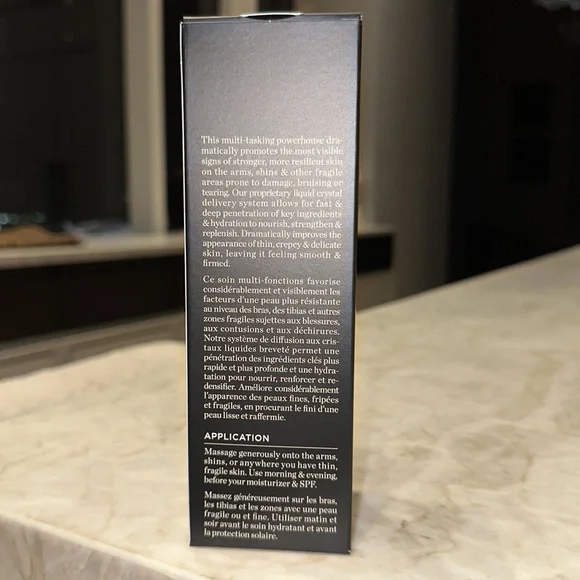 This multi-tasking powerhouse dra-
matically promotes the most visible
signs of stronger, more resilient skin
on the arms, shins & other fragile
areas prone to damage, bruising or
tearing. Our proprietary liquid crystal
delivery system allows for fast &
deep penetration of key ingredients
& hydration to nourish, strengthen &
replenish. Dramatically improves the
appearance of thin, crepey & delicate
skin, leaving it feeling smooth &
firmed.
Ce soin multi-fonctions favorise
considérablement et visiblement les
facteurs d'une peau plus résistante
au niveau des bras, des tibias et autres
zones fragiles sujettes aux blessures,
aux contusions et aux déchirures.
Notre système de diffusion aux cris-
taux liquides breveté permet une
pénétration des ingrédients clés plus
rapide et plus profonde et une hydra-
tation pour nourrir, renforcer et re-
densifier. Améliore considérablement
l'apparence des peaux fines, fripées
et fragiles, en procurant le fini d'une
peau lisse et raffermie.
APPLICATION
Massage generously onto the arms,
shins, or anywhere you have thin,
fragile skin. Use morning & evening,
before your moisturizer & SPF.
Massez généreusement sur les bras,
les tibias et les zones avec une peau
fragile ou et fine. Utiliser matin et
soir avant le soin hydratant et avant
la protection solaire.